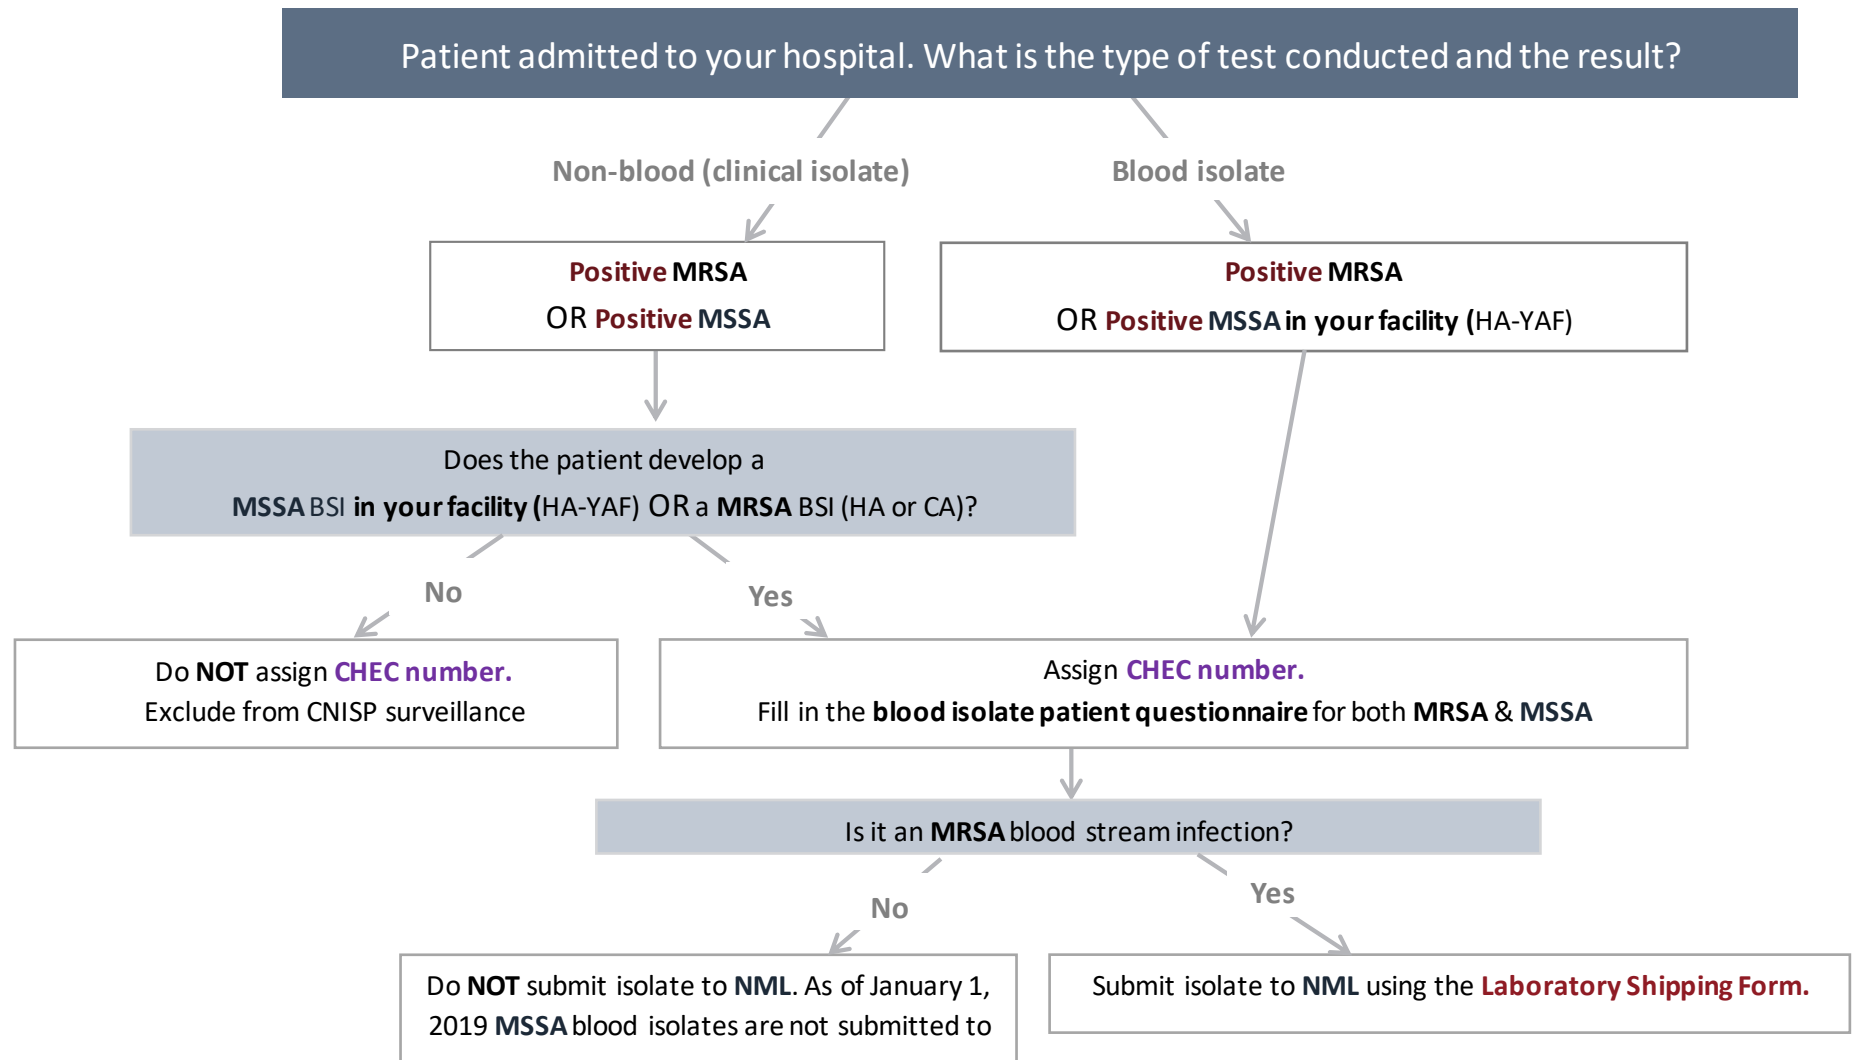 Patient admitted to your hospital. What is the type of test conducted and the result?
Non-blood (clinical isolate)
Blood isolate
Positive MRSA
OR Positive MSSA
Positive MRSA
OR Positive MSSA in your facility (HA-YAF)
Does the patient develop a
MSSA BSI in your facility (HA-YAF) OR a MRSA BSI (HA or CA)?
No
Yes
Do NOT assign CHEC number.
Exclude from CNISP surveillance
Assign CHEC number.
Fill in the blood isolate patient questionnaire for both MRSA & MSSA
Is it an MRSA blood stream infection?
No
Yes
Do NOT submit isolate to NML. As of January 1,
2019 MSSA blood isolates are not submitted to
Submit isolate to NML using the Laboratory Shipping Form.